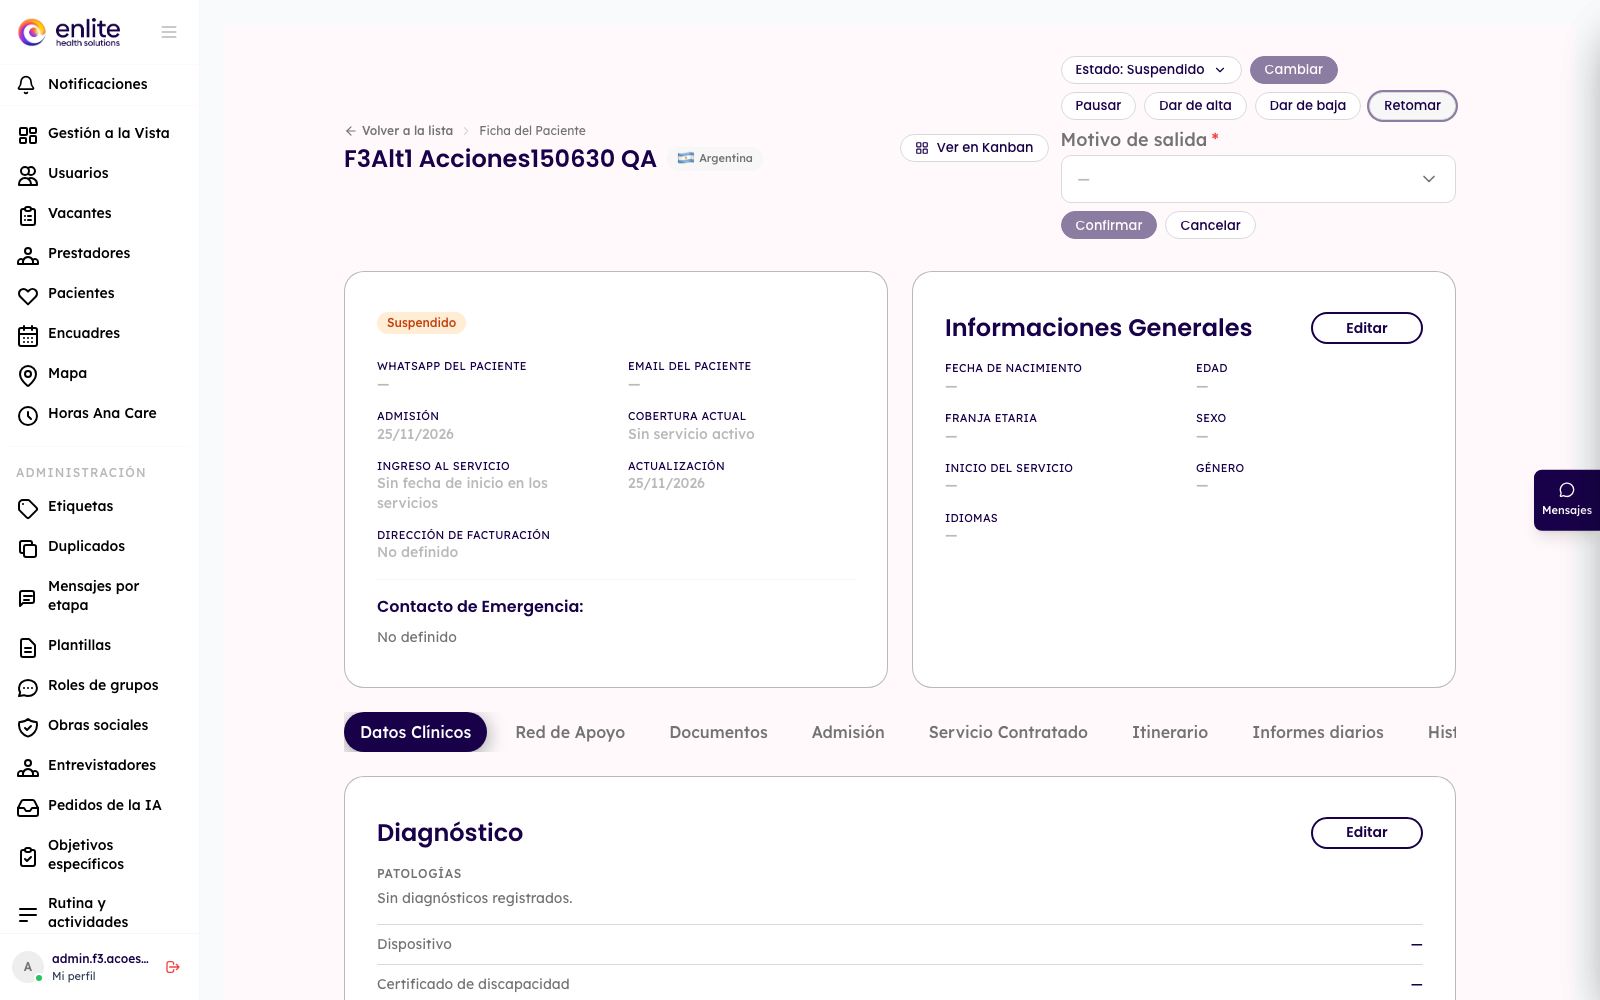 enlite
health solutions
Notificaciones
Gestión a la Vista
Usuarios
Vacantes
Prestadores
Pacientes
Encuadres
Mapa
Horas Ana Care
ADMINISTRACIÓN
Etiquetas
Duplicados
Mensajes por
etapa
Plantillas
Roles de grupos
Obras sociales
Entrevistadores
Pedidos de la IA
Objetivos
específicos
Rutina y
actividades
A
admin.f3.acoes...
Mi perfil
Volver a la lista
Ficha del Paciente
F3Alt1 Acciones150630 QA
Argentina
Ver en Kanban
Estado: Suspendido
Cambiar
Pausar
Dar de alta
Dar de baja
Retomar
Motivo de salida *
—
Confirmar
Cancelar
Suspendido
WHATSAPP DEL PACIENTE
—
EMAIL DEL PACIENTE
—
ADMISIÓN
25/11/2026
COBERTURA ACTUAL
Sin servicio activo
INGRESO AL SERVICIO
Sin fecha de inicio en los
servicios
ACTUALIZACIÓN
25/11/2026
DIRECCIÓN DE FACTURACIÓN
No definido
Contacto de Emergencia:
No definido
Informaciones Generales
Editar
FECHA DE NACIMIENTO
—
EDAD
—
FRANJA ETARIA
—
SEXO
—
INICIO DEL SERVICIO
—
GÉNERO
—
IDIOMAS
—
Mensajes
Datos Clínicos
Red de Apoyo
Documentos
Admisión
Servicio Contratado
Itinerario
Informes diarios
Hist
Diagnóstico
Editar
PATOLOGÍAS
Sin diagnósticos registrados.
Dispositivo
—
Certificado de discapacidad
—